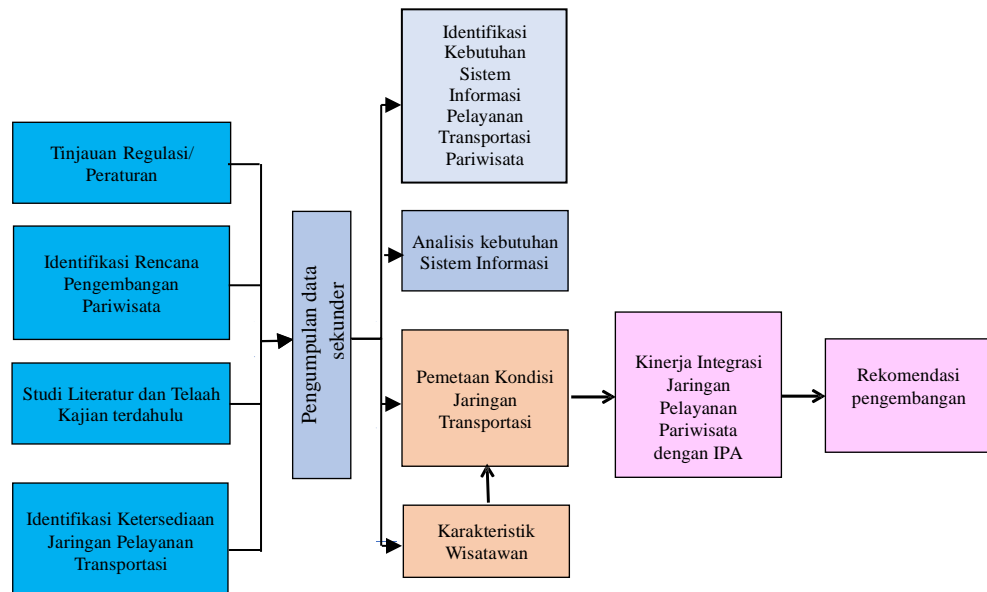 Tinjauan Regulasi/
Peraturan
Identifikasi Rencana
Pengembangan
Pariwisata
Studi Literatur dan Telaah
Kajian terdahulu
Identifikasi Ketersediaan
Jaringan Pelayanan
Transportasi
Pengumpulan data
sekunder
Identifikasi
Kebutuhan
Sistem
Informasi
Pelayanan
Transportasi
Pariwisata
Analisis kebutuhan
Sistem Informasi
Pemetaan Kondisi
Jaringan
Transportasi
Karakteristik
Wisatawan
Kinerja Integrasi
Jaringan
Pelayanan
Pariwisata
dengan IPA
Rekomendasi
pengembangan